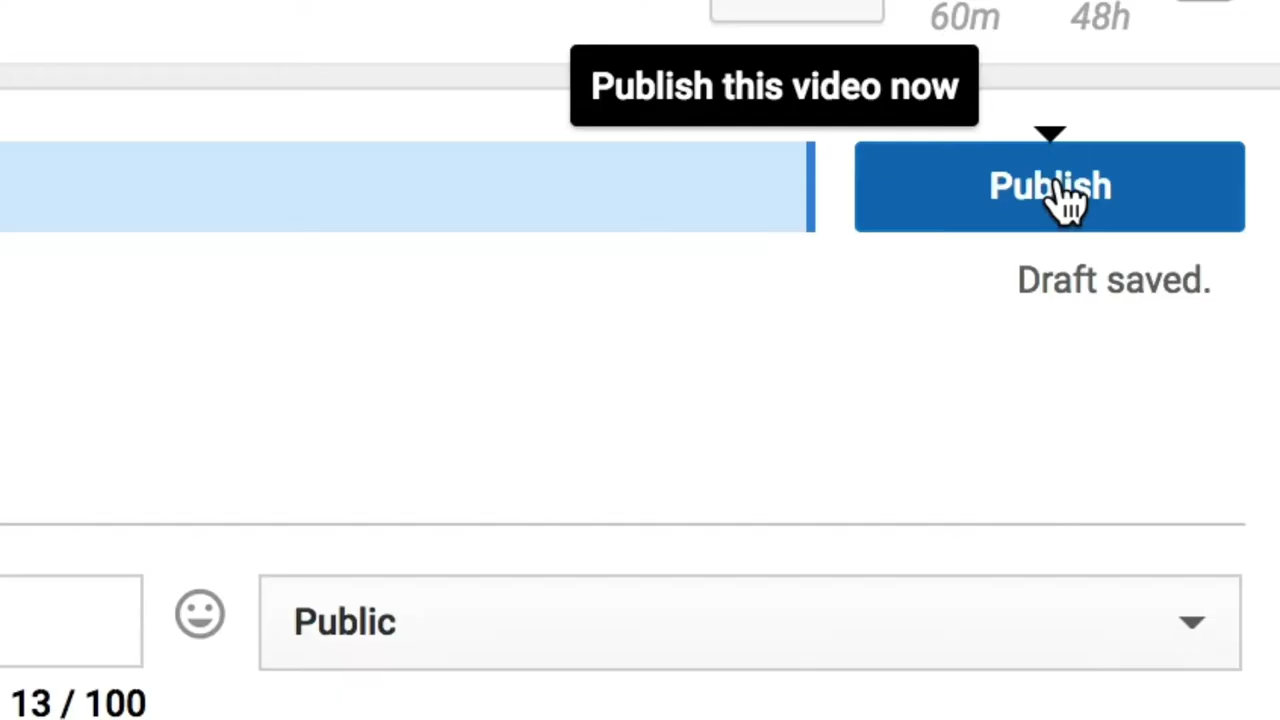 60m 48h
Publish this video now
Publish
Draft saved.
Public
13 / 100